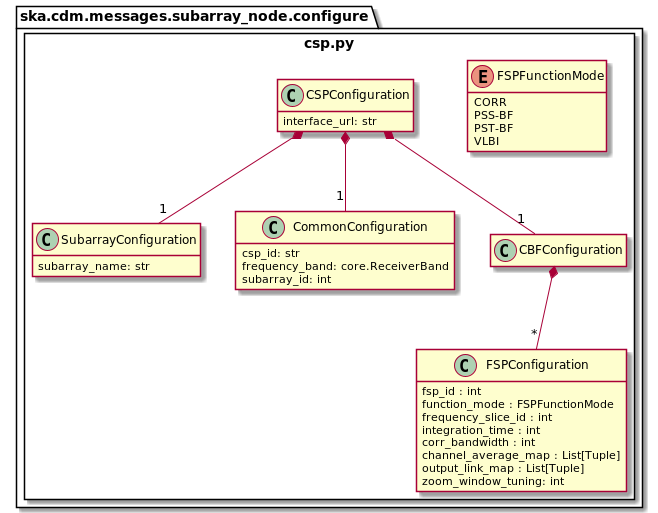 ska.cdm.messages.subarray_node.configure
csp.py
C CSPConfiguration
interface_url: str
E FSPFunctionMode
CORR
PSS-BF
PST-BF
VLBI
1
1
1
C SubarrayConfiguration
subarray_name: str
C CommonConfiguration
csp_id: str
frequency_band: core.ReceiverBand
subarray_id: int
C CBFConfiguration
*
C FSPConfiguration
fsp_id : int
function_mode : FSPFunctionMode
frequency_slice_id : int
integration_time : int
corr_bandwidth : int
channel_average_map : List[Tuple]
output_link_map : List[Tuple]
zoom_window_tuning: int